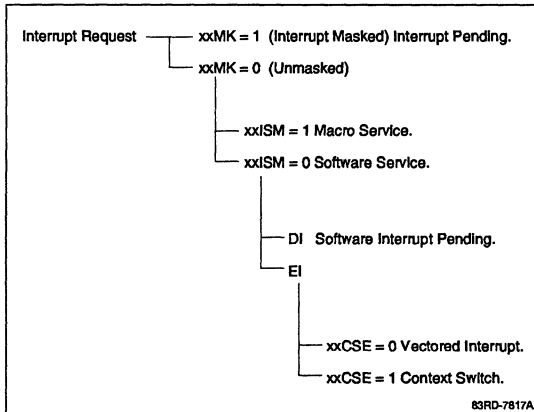 Interrupt Request xxMK = 1 (Interrupt Masked) Interrupt Pending.
xxMK = 0 (Unmasked)
xxISM = 1 Macro Service.
xxISM = 0 Software Service.
DI Software Interrupt Pending.
EI
xxCSE = 0 Vectored Interrupt.
xxCSE = 1 Context Switch.
83RD-7817A